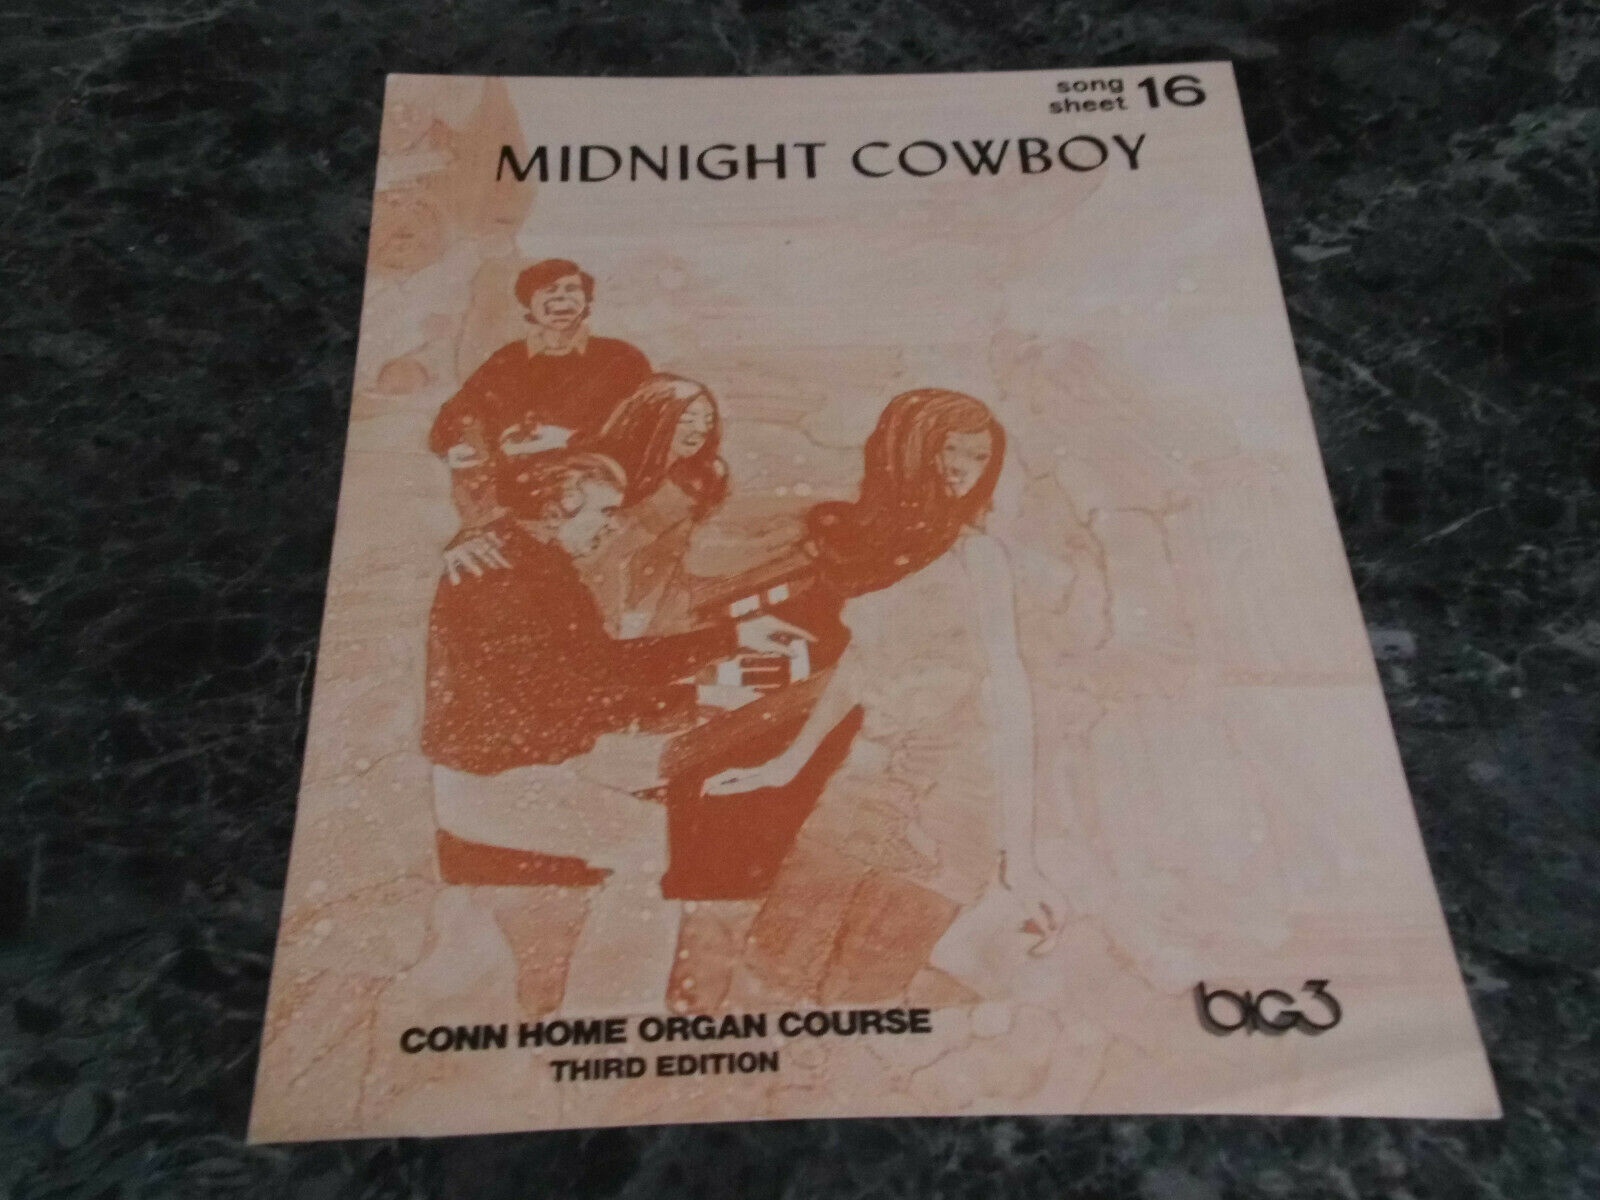 song
sheet 16
MIDNIGHT COWBOY
CONN HOME ORGAN COURSE
THIRD EDITION
big3